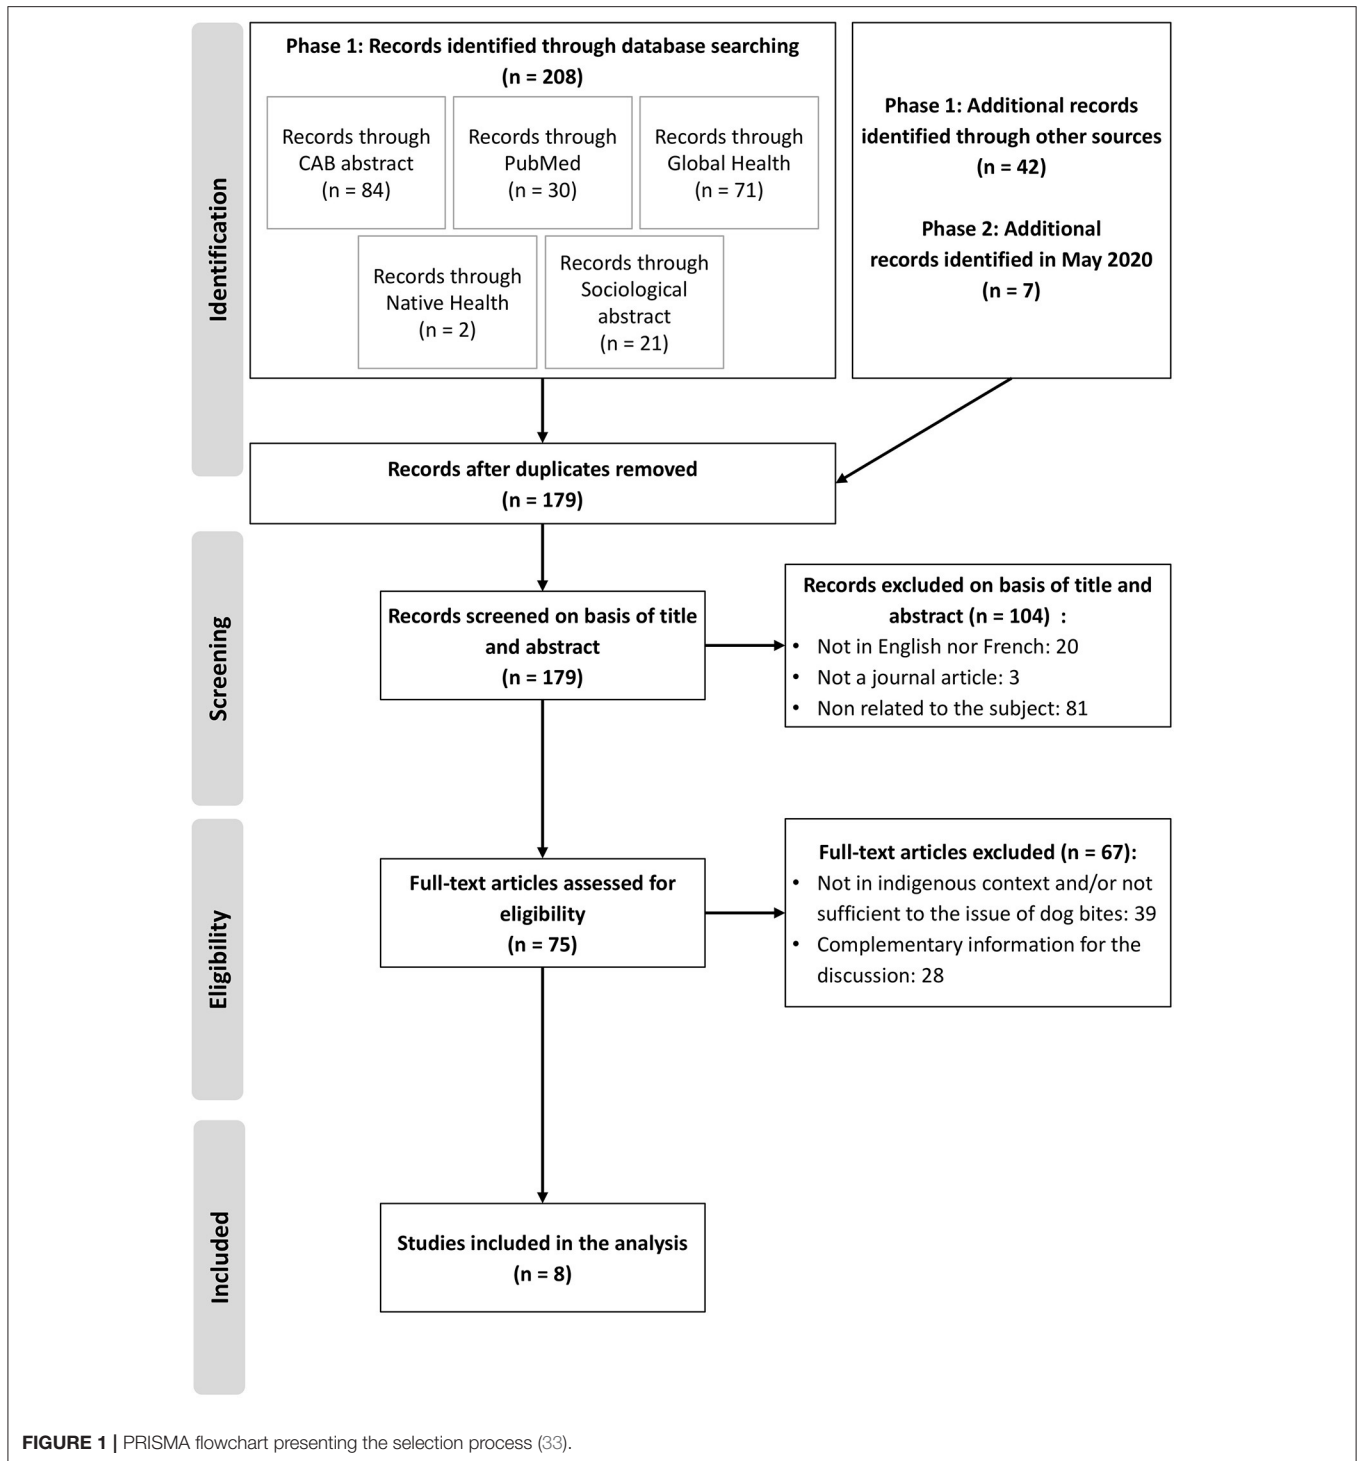 Identification
Phase 1: Records identified through database searching
(n = 208)
Records through
CAB abstract
(n = 84)
Records through
PubMed
(n = 30)
Records through
Global Health
(n = 71)
Records through
Native Health
(n = 2)
Records through
Sociological
abstract
(n = 21)
Phase 1: Additional records
identified through other sources
(n = 42)
Phase 2: Additional
records identified in May 2020
(n = 7)
Records after duplicates removed
(n = 179)
Screening
Records screened on basis of title
and abstract
(n = 179)
Records excluded on basis of title and
abstract (n = 104) :
• Not in English nor French: 20
• Not a journal article: 3
• Non related to the subject: 81
Eligibility
Full-text articles assessed for
eligibility
(n = 75)
Full-text articles excluded (n = 67):
• Not in indigenous context and/or not
sufficient to the issue of dog bites: 39
• Complementary information for the
discussion: 28
Included
Studies included in the analysis
(n = 8)
FIGURE 1 | PRISMA flowchart presenting the selection process (33).